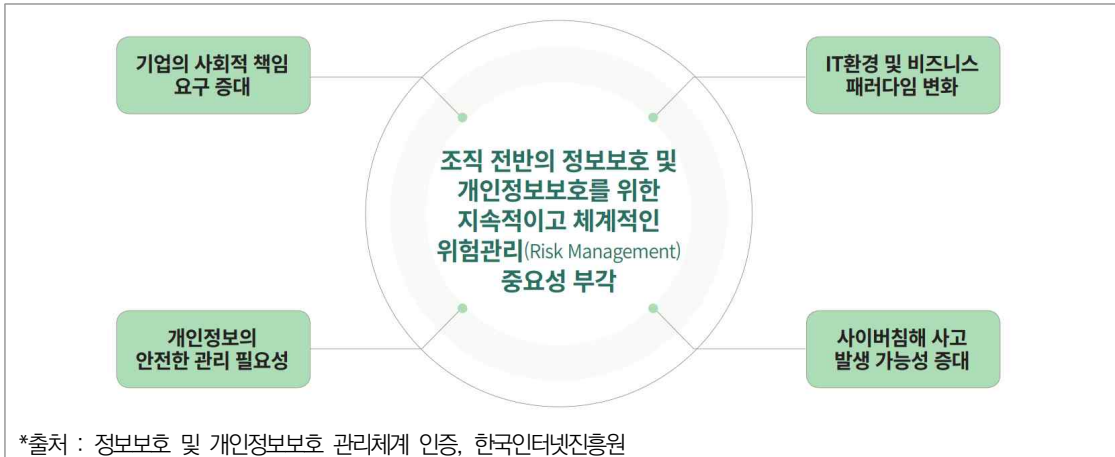 기업의 사회적 책임
요구 증대
IT환경 및 비즈니스
패러다임 변화
조직 전반의 정보보호 및
개인정보보호를 위한
지속적이고 체계적인
위험관리(Risk Management)
중요성 부각
개인정보의
안전한 관리 필요성
사이버침해 사고
발생 가능성 증대
*출처 : 정보보호 및 개인정보보호 관리체계 인증, 한국인터넷진흥원